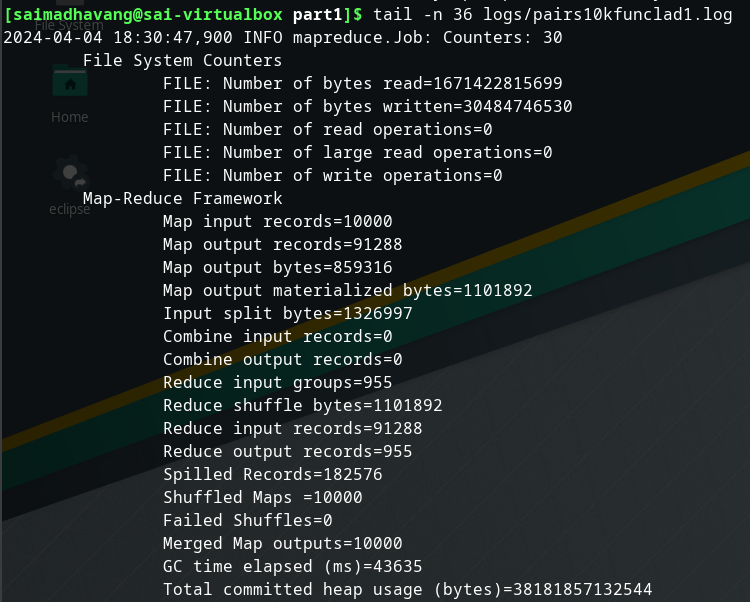 [saimadhavang@sai-virtualbox part1]$ tail -n 36 logs/pairs10kfunclad1.log
2024-04-04 18:30:47,900 INFO mapreduce.Job: Counters: 30
File System Counters
FILE: Number of bytes read=1671422815699
FILE: Number of bytes written=30484746530
FILE: Number of read operations=0
FILE: Number of large read operations=0
FILE: Number of write operations=0
Map-Reduce Framework
Map input records=10000
Map output records=91288
Map output bytes=859316
Map output materialized bytes=1101892
Input split bytes=1326997
Combine input records=0
Combine output records=0
Reduce input groups=955
Reduce shuffle bytes=1101892
Reduce input records=91288
Reduce output records=955
Spilled Records=182576
Shuffled Maps =10000
Failed Shuffles=0
Merged Map outputs=10000
GC time elapsed (ms)=43635
Total committed heap usage (bytes)=38181857132544
File System
Home
eclipse